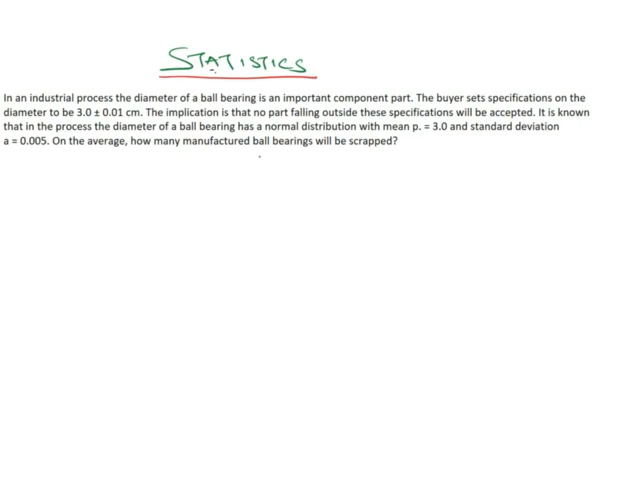 STATISTICS
In an industrial process the diameter of a ball bearing is an important component part. The buyer sets specifications on the
diameter to be 3.0 ± 0.01 cm. The implication is that no part falling outside these specifications will be accepted. It is known
that in the process the diameter of a ball bearing has a normal distribution with mean p. = 3.0 and standard deviation
a = 0.005. On the average, how many manufactured ball bearings will be scrapped?